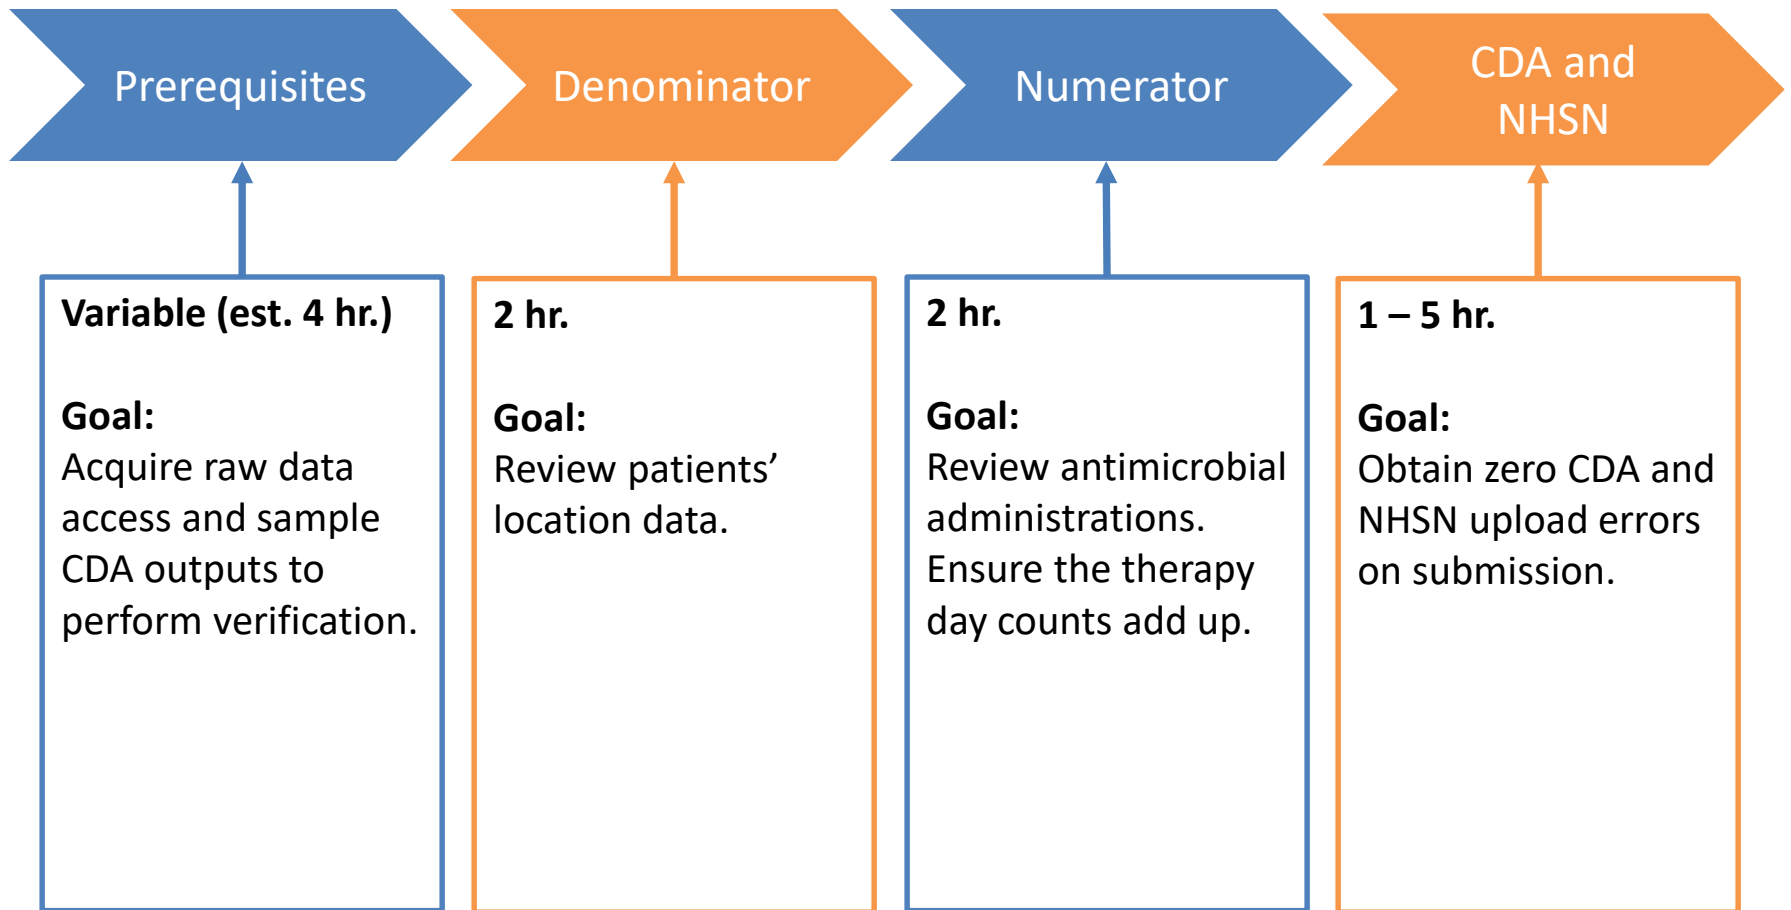 Prerequisites
Denominator
Numerator
CDA and
NHSN
Variable (est. 4 hr.)
Goal:
Acquire raw data
access and sample
CDA outputs to
perform verification.
2 hr.
Goal:
Review patients’
location data.
2 hr.
Goal:
Review antimicrobial
administrations.
Ensure the therapy
day counts add up.
1 – 5 hr.
Goal:
Obtain zero CDA and
NHSN upload errors
on submission.